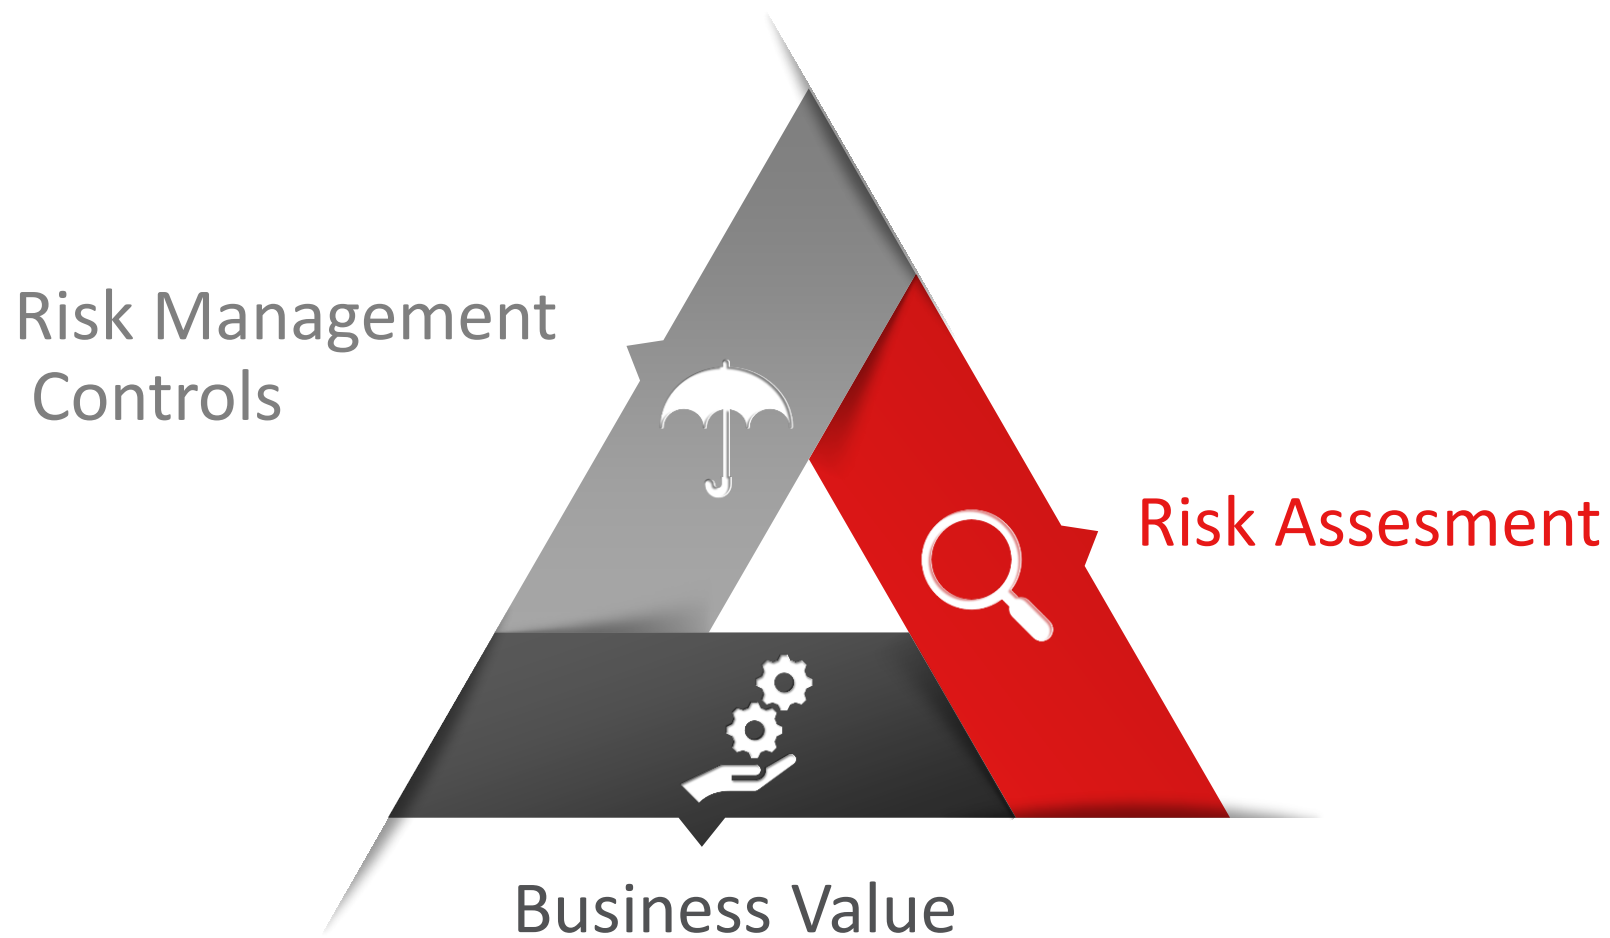 Risk Management
Controls
Risk Assesment
Business Value